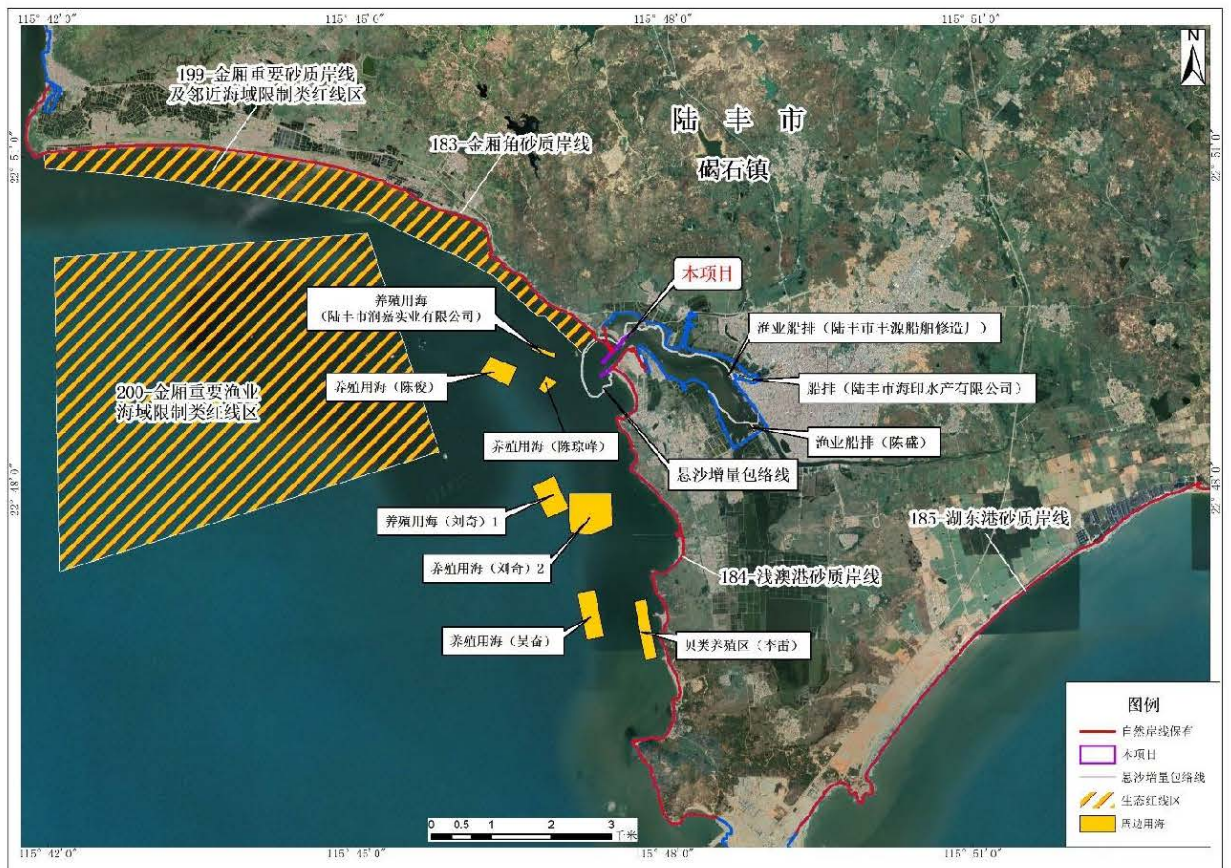 115°42′0″
115°45′0″
115°48′0″
115°51′0″
N
199-金厢重要砂质岸线
及邻近海域限制类红线区
183-金厢角砂质岸线
陆丰市
碣石镇
22°51′0″
22°51′0″
本项目
养殖用海
(陆丰市润嘉实业有限公司)
渔业船排(陆丰市丰源船舶修造厂)
养殖用海(陈俊)
船排(陆丰市海印水产有限公司)
200-金厢重要渔业
海域限制类红线区
养殖用海(陈琼峰)
渔业船排(陈盛)
悬沙增量包络线
22°48′0″
22°48′0″
养殖用海(刘奇)1
185-湖东港砂质岸线
养殖用海(刘奇)2
184-浅澳港砂质岸线
养殖用海(吴奋)
贝类养殖区(李雷)
图例
自然岸线保有
本项目
悬沙增量包络线
生态红线区
周边用海
0 0.5 1 2 3
千米
115°42′0″
115°45′0″
115°48′0″
115°51′0″